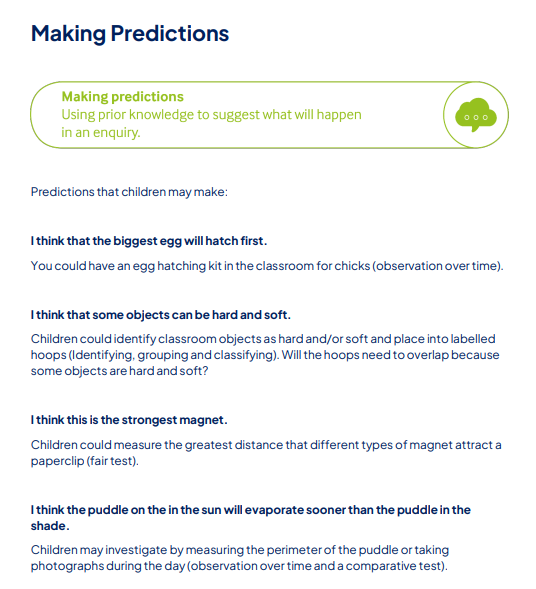 Making Predictions
Making predictions
Using prior knowledge to suggest what will happen
in an enquiry.
Predictions that children may make:
I think that the biggest egg will hatch first.
You could have an egg hatching kit in the classroom for chicks (observation over time).
I think that some objects can be hard and soft.
Children could identify classroom objects as hard and/or soft and place into labelled
hoops (Identifying, grouping and classifying). Will the hoops need to overlap because
some objects are hard and soft?
I think this is the strongest magnet.
Children could measure the greatest distance that different types of magnet attract a
paperclip (fair test).
I think the puddle on the in the sun will evaporate sooner than the puddle in the
shade.
Children may investigate by measuring the perimeter of the puddle or taking
photographs during the day (observation over time and a comparative test).